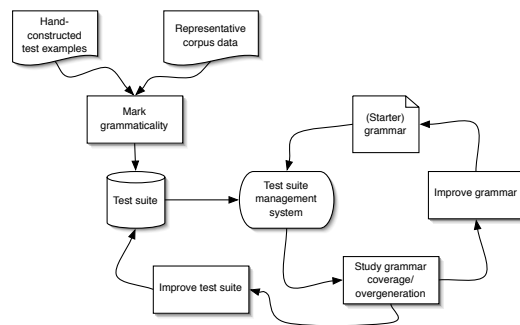 Hand-
constructed
test examples
Representative
corpus data
Mark
grammaticality
(Starter)
grammar
Test suite
Test suite
management
system
Improve grammar
Improve test suite
Study grammar
coverage/
overgeneration